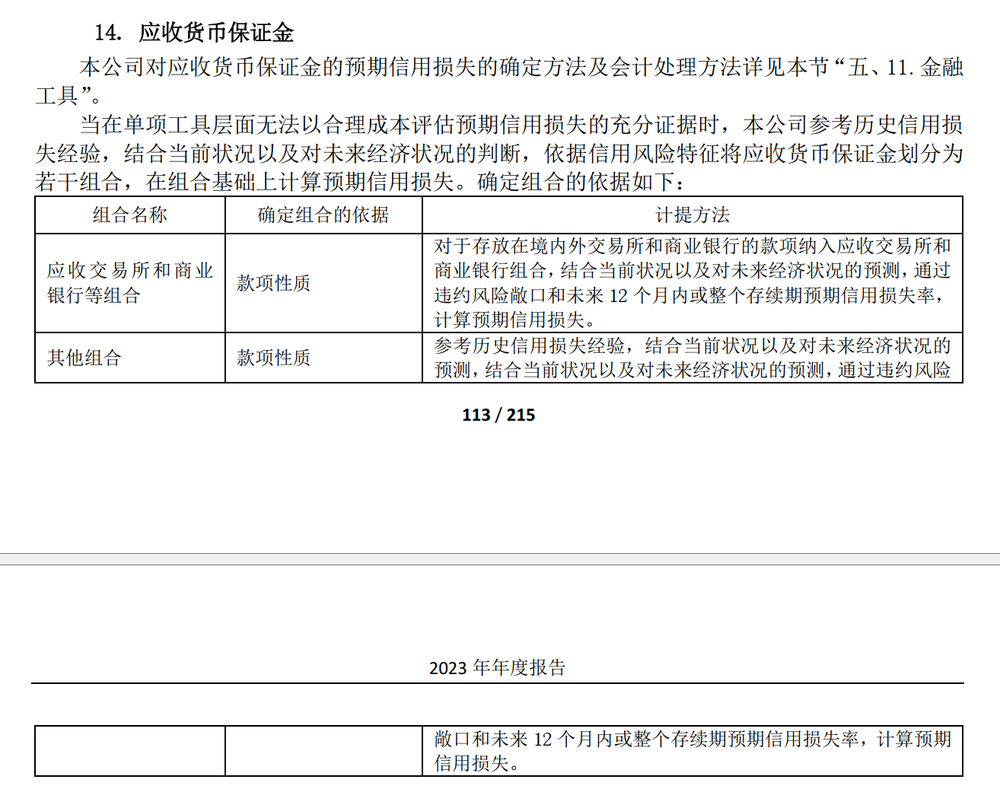 14. 应收货币保证金
本公司对应收货币保证金的预期信用损失的确定方法及会计处理方法详见本节“五、11.金融
工具”。
当在单项工具层面无法以合理成本评估预期信用损失的充分证据时，本公司参考历史信用损
失经验，结合当前状况以及对未来经济状况的判断，依据信用风险特征将应收货币保证金划分为
若干组合，在组合基础上计算预期信用损失。确定组合的依据如下：
组合名称 确定组合的依据 计提方法
应收交易所和商业
银行等组合
款项性质
对于存放在境内外交易所和商业银行的款项纳入应收交易所和
商业银行组合，结合当前状况以及对未来经济状况的预测，通过
违约风险敞口和未来 12 个月内或整个存续期预期信用损失率，
计算预期信用损失。
其他组合
款项性质
参考历史信用损失经验，结合当前状况以及对未来经济状况的
预测，结合当前状况以及对未来经济状况的预测，通过违约风险
113 / 215
2023 年年度报告
敞口和未来 12 个月内或整个存续期预期信用损失率，计算预期
信用损失。